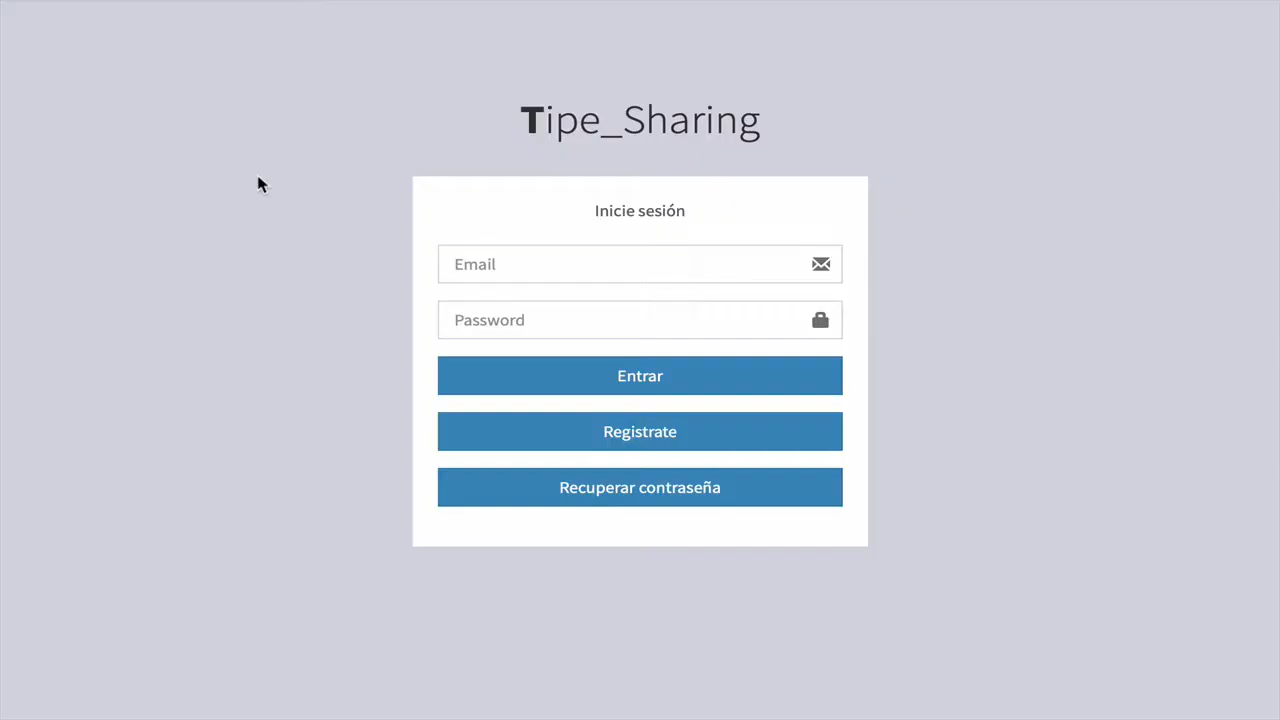 Tipe_Sharing
Inicie sesión
Email
Password
Entrar
Registrate
Recuperar contraseña